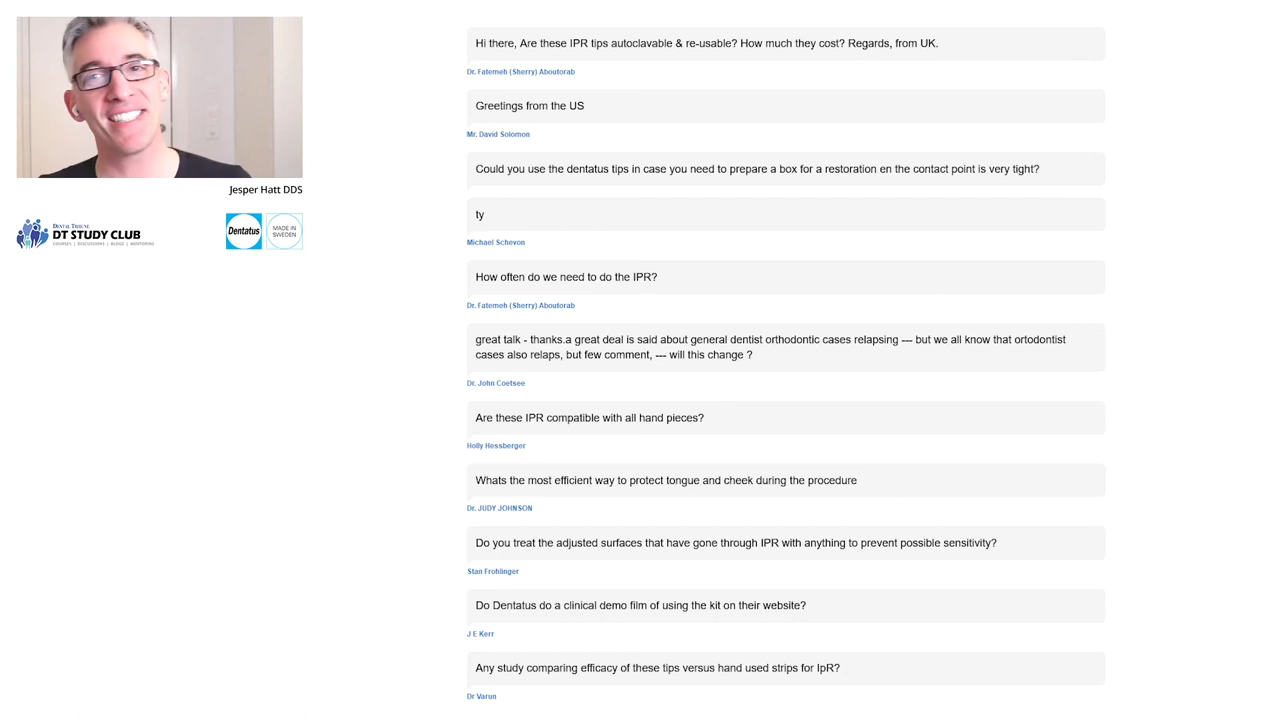 Jesper Hatt DDS
DENTAL TRIBUNE
DT STUDY CLUB
COURSES | DISCUSSIONS | BLOGS | MENTORING
Dentatus
MADE IN
SWEDEN
Hi there, Are these IPR tips autoclavable & re-usable? How much they cost? Regards, from UK.
Dr. Fatemeh (Sherry) Aboutorab
Greetings from the US
Mr. David Solomon
Could you use the dentatus tips in case you need to prepare a box for a restoration en the contact point is very tight?
ty
Michael Schevon
How often do we need to do the IPR?
Dr. Fatemeh (Sherry) Aboutorab
great talk - thanks.a great deal is said about general dentist orthodontic cases relapsing --- but we all know that ortodontist
cases also relaps, but few comment, --- will this change ?
Dr. John Coetsee
Are these IPR compatible with all hand pieces?
Holly Hessberger
Whats the most efficient way to protect tongue and cheek during the procedure
Dr. JUDY JOHNSON
Do you treat the adjusted surfaces that have gone through IPR with anything to prevent possible sensitivity?
Stan Frohlinger
Do Dentatus do a clinical demo film of using the kit on their website?
J E Kerr
Any study comparing efficacy of these tips versus hand used strips for IpR?
Dr Varun